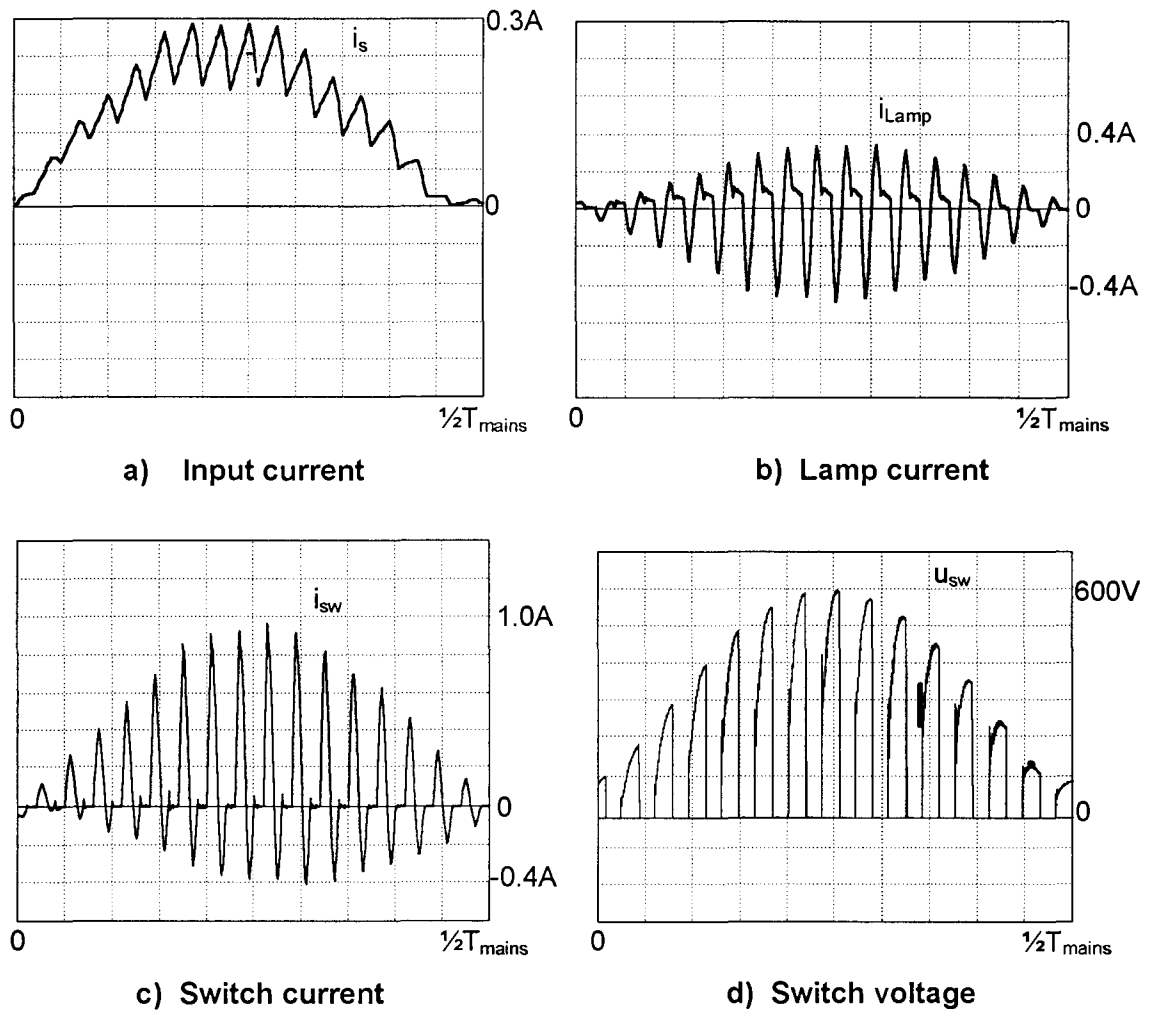 0.3A
i_s
0
0
½T_mains
a) Input current
i_Lamp
0.4A
0
-0.4A
0
½T_mains
b) Lamp current
i_sw
1.0A
0
-0.4A
0
½T_mains
c) Switch current
u_sw
600V
0
0
½T_mains
d) Switch voltage